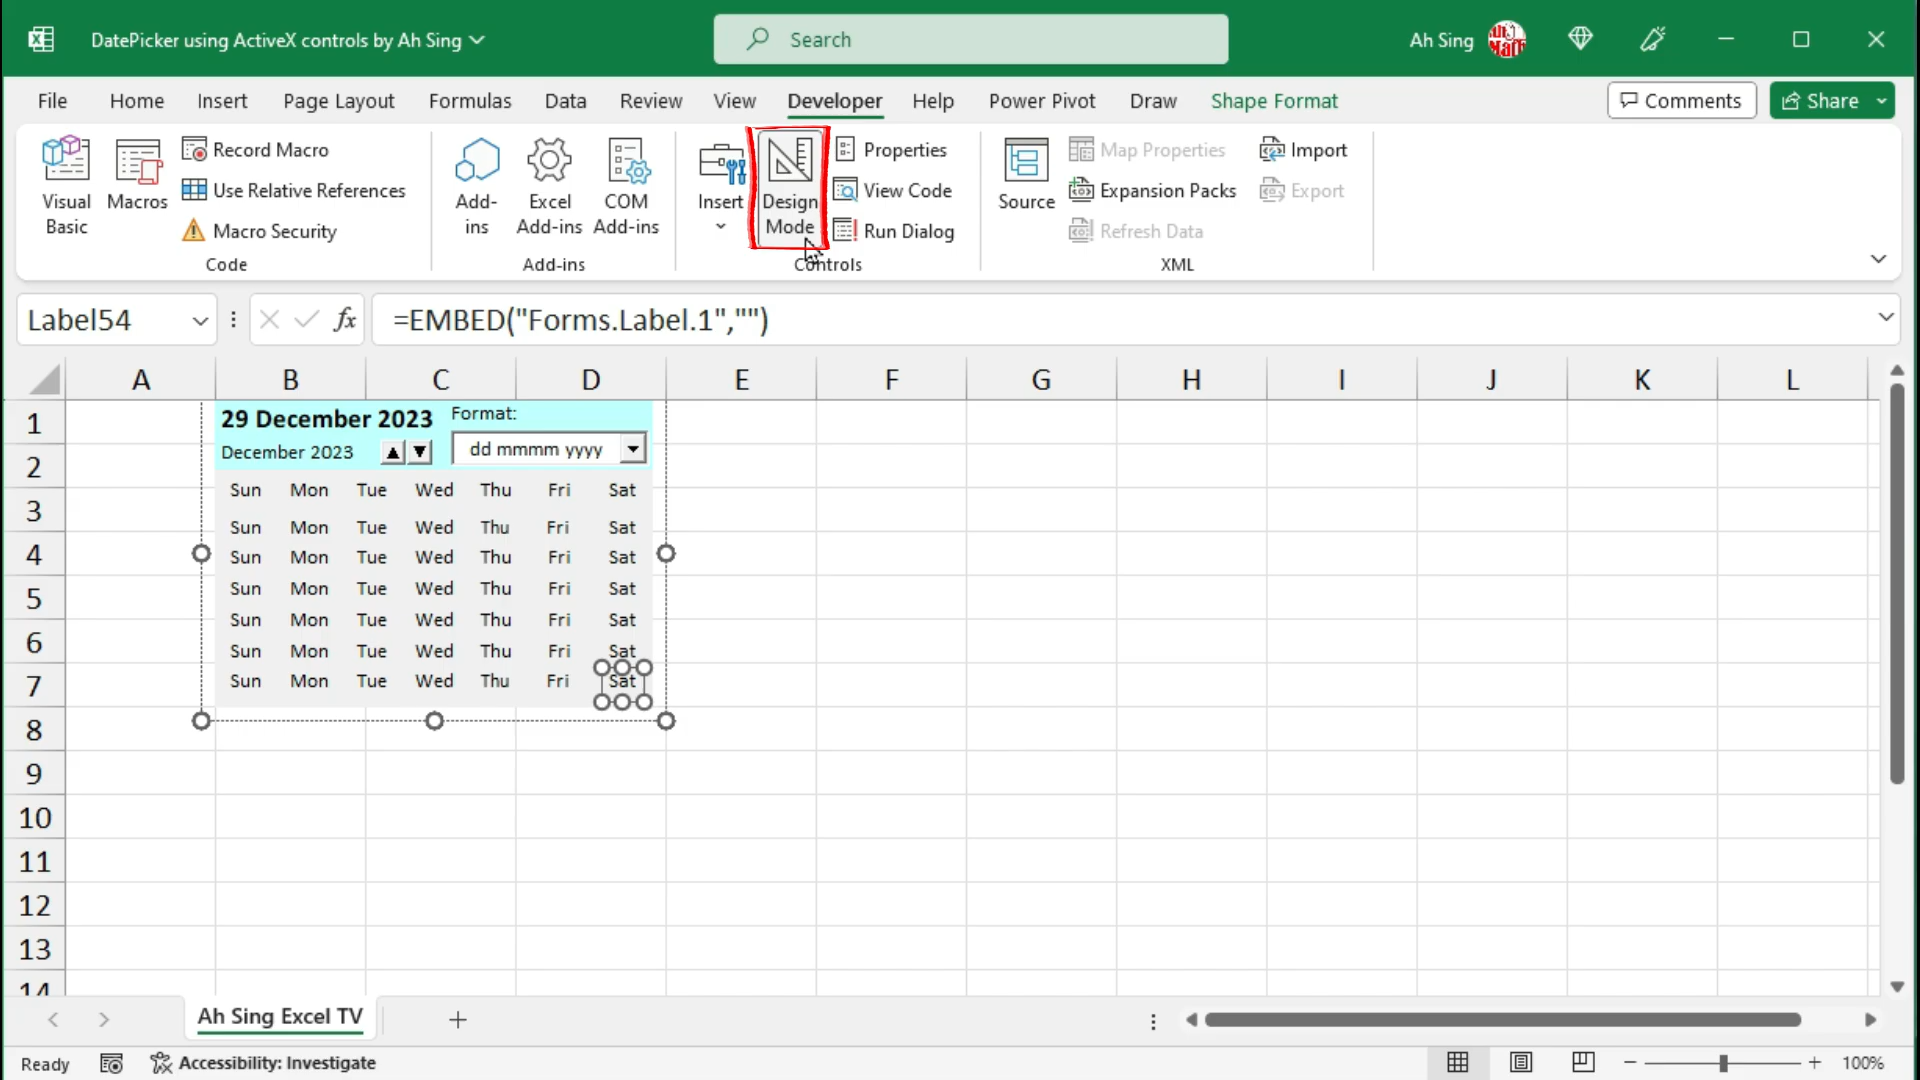 DatePicker using ActiveX controls by Ah Sing
Search
Ah Sing
File Home Insert Page Layout Formulas Data Review View Developer Help Power Pivot Draw Shape Format
Comments Share
Visual Basic
Macros
Record Macro
Use Relative References
Macro Security
Code
Add-ins
Excel Add-ins
COM Add-ins
Add-ins
Insert
Design Mode
Properties
View Code
Run Dialog
Controls
Source
Map Properties
Expansion Packs
Refresh Data
Import
Export
XML
Label54
fx
=EMBED("Forms.Label.1","")
A B C D E F G H I J K L
1
2
3
4
5
6
7
8
9
10
11
12
13
14
29 December 2023 Format:
December 2023 dd mmmm yyyy
Sun Mon Tue Wed Thu Fri Sat
Sun Mon Tue Wed Thu Fri Sat
Sun Mon Tue Wed Thu Fri Sat
Sun Mon Tue Wed Thu Fri Sat
Sun Mon Tue Wed Thu Fri Sat
Sun Mon Tue Wed Thu Fri Sat
Sun Mon Tue Wed Thu Fri Sat
Ah Sing Excel TV
Ready Accessibility: Investigate 100%